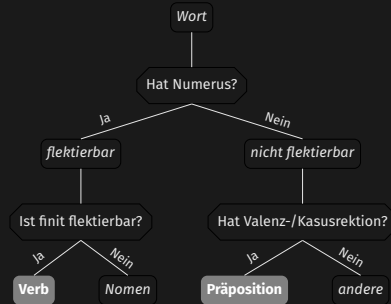 Wort
Hat Numerus?
Ja
Nein
flektierbar
nicht flektierbar
Ist finit flektierbar?
Hat Valenz-/Kasusrektion?
Ja
Nein
Ja
Nein
Verb
Nomen
Präposition
andere